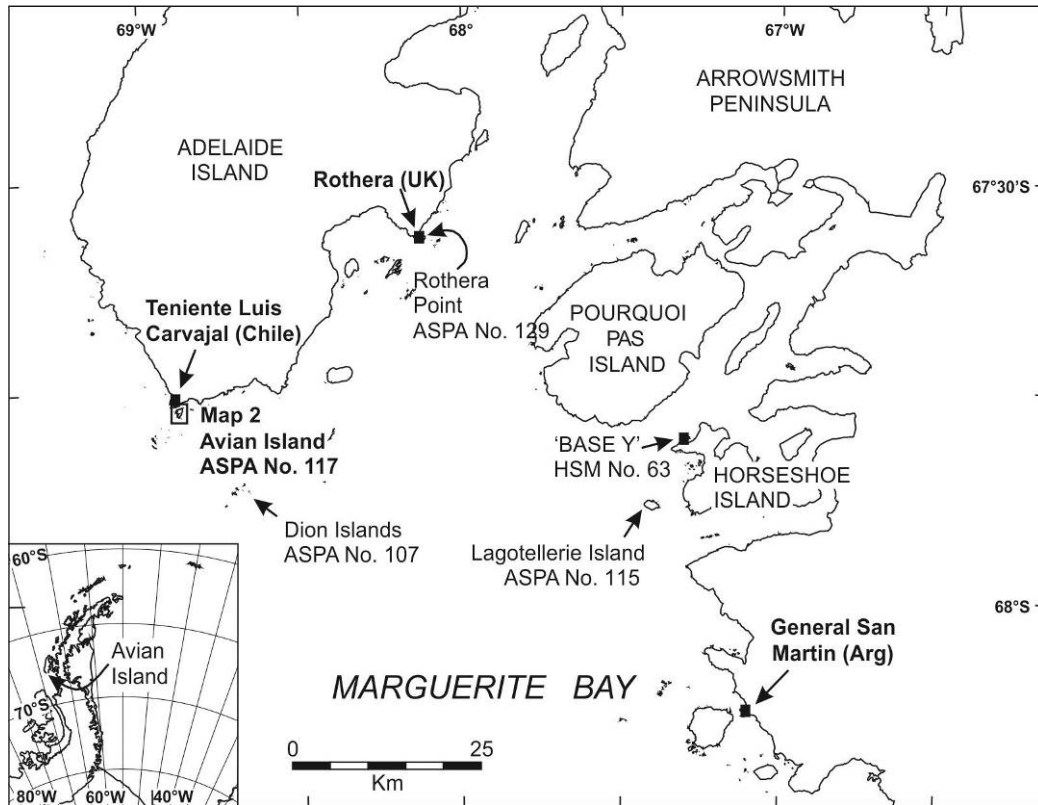 69°W
68°
67°W
ARROWSMITH
PENINSULA
ADELAIDE
ISLAND
Rothera (UK)
67°30'S
Rothera
Point
ASPA No. 129
Teniente Luis
Carvajal (Chile)
POURQUOI
PAS
ISLAND
Map 2
Avian Island
ASPA No. 117
'BASE Y'
HSM No. 63
HORSESHOE
ISLAND
Dion Islands
ASPA No. 107
Lagotellerie Island
ASPA No. 115
60°S
68°S
General San
Martin (Arg)
Avian
Island
MARGUERITE BAY
70°S
0
25
Km
80°W
60°W
40°W